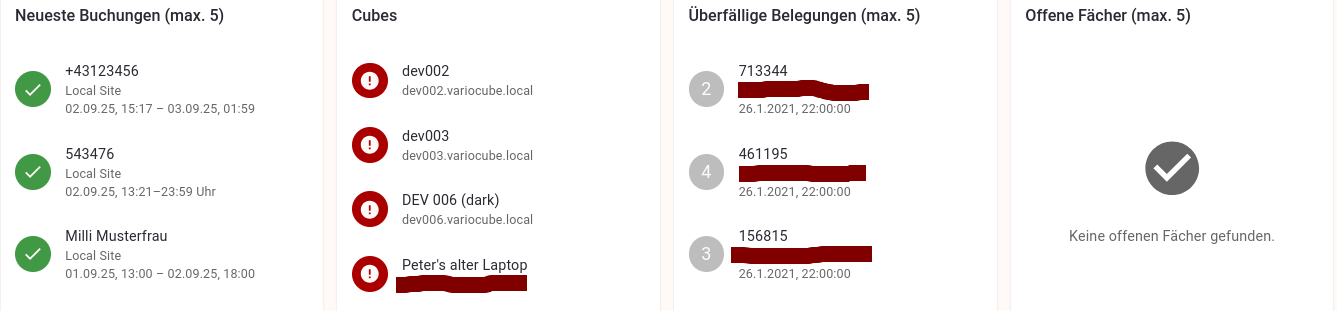 Neueste Buchungen (max. 5)
+43123456
Local Site
02.09.25, 15:17 – 03.09.25, 01:59
543476
Local Site
02.09.25, 13:21–23:59 Uhr
Milli Musterfrau
Local Site
01.09.25, 13:00 – 02.09.25, 18:00
Cubes
dev002
dev002.variocube.local
dev003
dev003.variocube.local
DEV 006 (dark)
dev006.variocube.local
Peter's alter Laptop
Überfällige Belegungen (max. 5)
2
713344
26.1.2021, 22:00:00
4
461195
26.1.2021, 22:00:00
3
156815
26.1.2021, 22:00:00
Offene Fächer (max. 5)
Keine offenen Fächer gefunden.